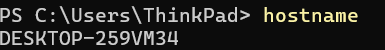 PS C:\Users\ThinkPad> hostname
DESKTOP-259VM34